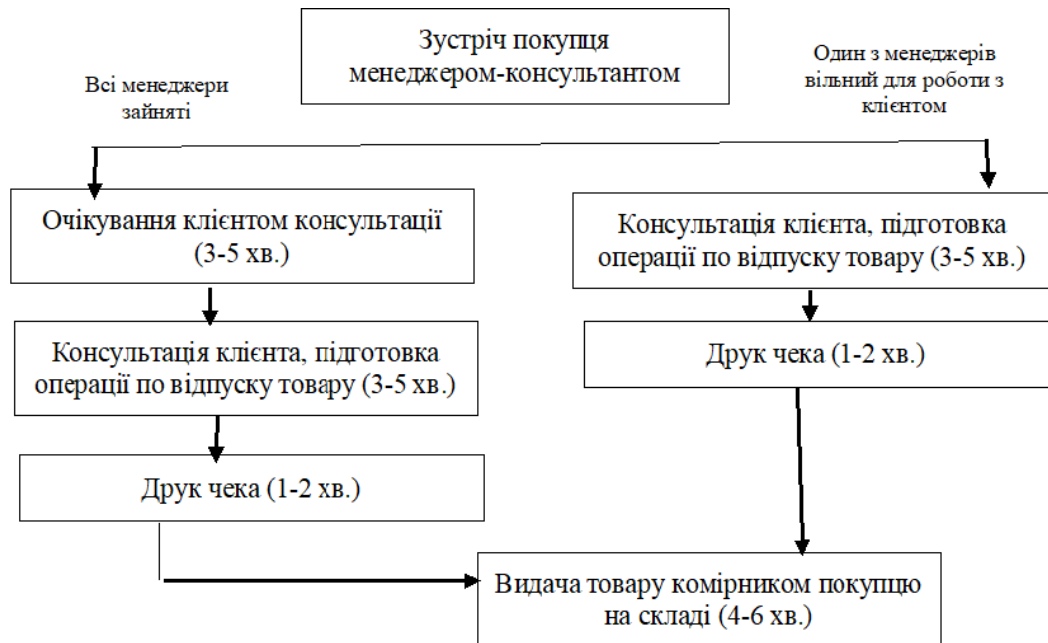 Зустріч покупця
менеджером-консультантом
Всі менеджери
зайняті
Один з менеджерів
вільний для роботи з
клієнтом
Очікування клієнтом консультації
(3-5 хв.)
Консультація клієнта, підготовка
операції по відпуску товару (3-5 хв.)
Друк чека (1-2 хв.)
Консультація клієнта, підготовка
операції по відпуску товару (3-5 хв.)
Друк чека (1-2 хв.)
Видача товару комірником покупцю
на складі (4-6 хв.)